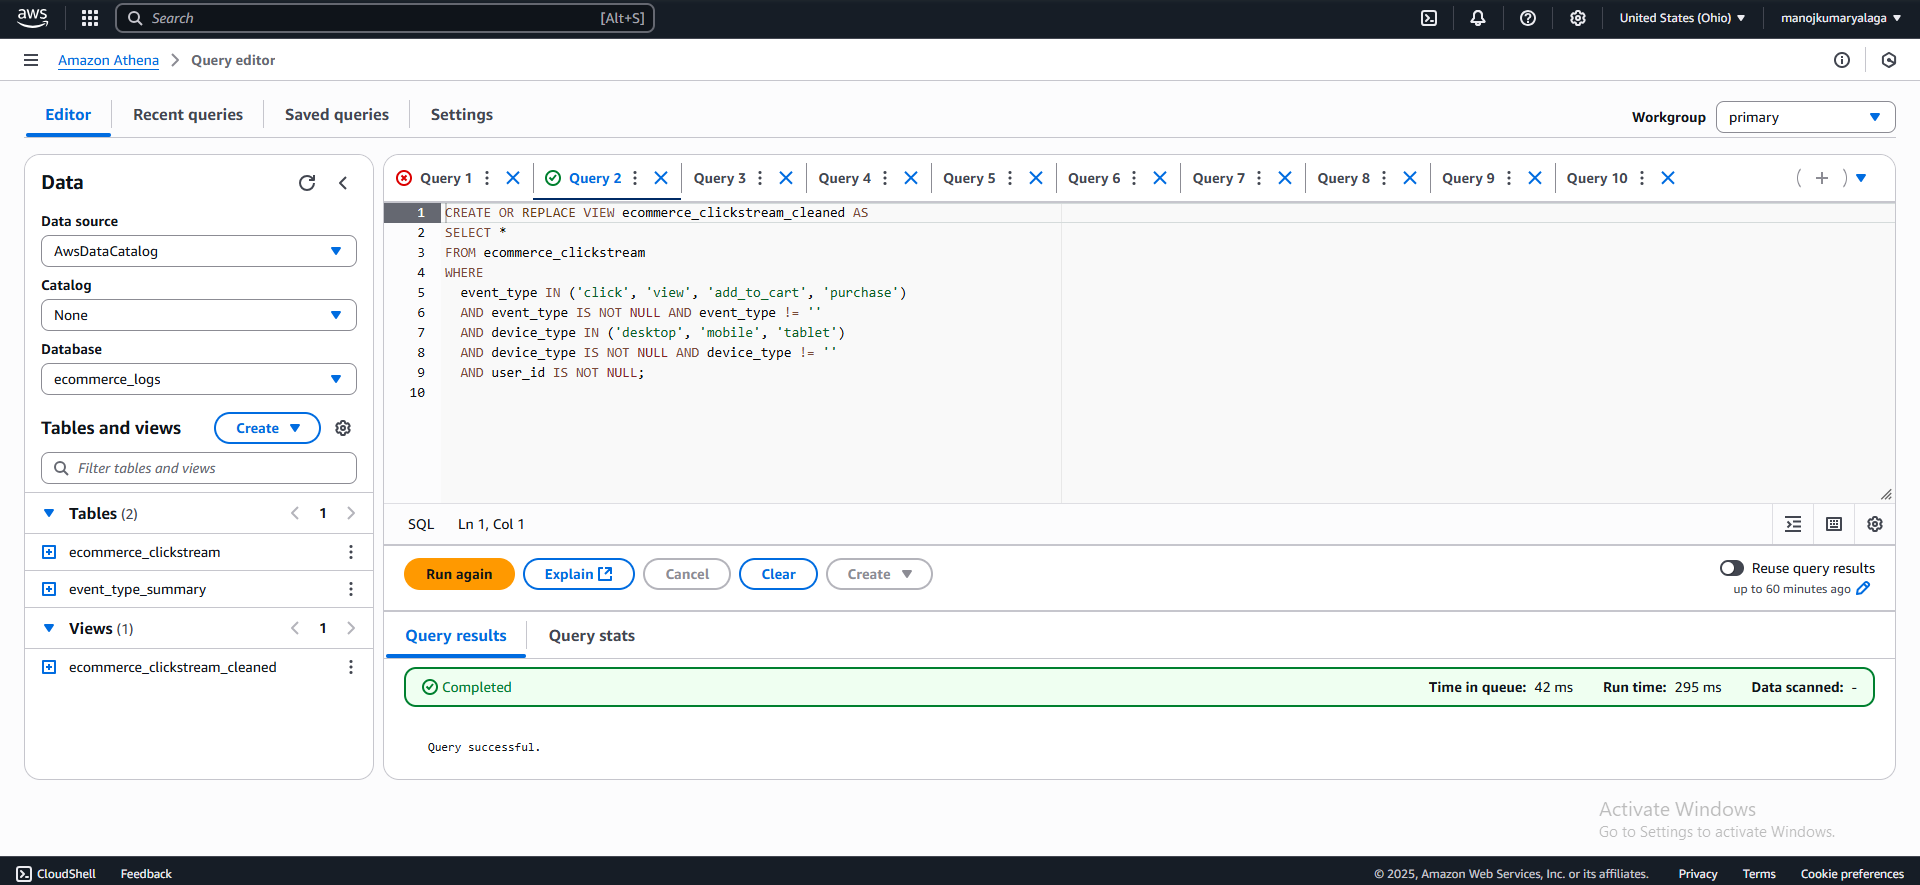 aws
Search
[Alt+S]
United States (Ohio)
manojkumaryalaga
Amazon Athena
Query editor
Editor
Recent queries
Saved queries
Settings
Workgroup
primary
Data
Data source
AwsDataCatalog
Catalog
None
Database
ecommerce_logs
Tables and views
Create
Filter tables and views
Tables (2)
1
ecommerce_clickstream
event_type_summary
Views (1)
1
ecommerce_clickstream_cleaned
Query 1
Query 2
Query 3
Query 4
Query 5
Query 6
Query 7
Query 8
Query 9
Query 10
1 CREATE OR REPLACE VIEW ecommerce_clickstream_cleaned AS
2 SELECT *
3 FROM ecommerce_clickstream
4 WHERE
5 event_type IN ('click', 'view', 'add_to_cart', 'purchase')
6 AND event_type IS NOT NULL AND event_type != ''
7 AND device_type IN ('desktop', 'mobile', 'tablet')
8 AND device_type IS NOT NULL AND device_type != ''
9 AND user_id IS NOT NULL;
10
SQL
Ln 1, Col 1
Run again
Explain
Cancel
Clear
Create
Reuse query results
up to 60 minutes ago
Query results
Query stats
Completed
Time in queue: 42 ms
Run time: 295 ms
Data scanned: -
Query successful.
Activate Windows
Go to Settings to activate Windows.
CloudShell
Feedback
© 2025, Amazon Web Services, Inc. or its affiliates.
Privacy
Terms
Cookie preferences